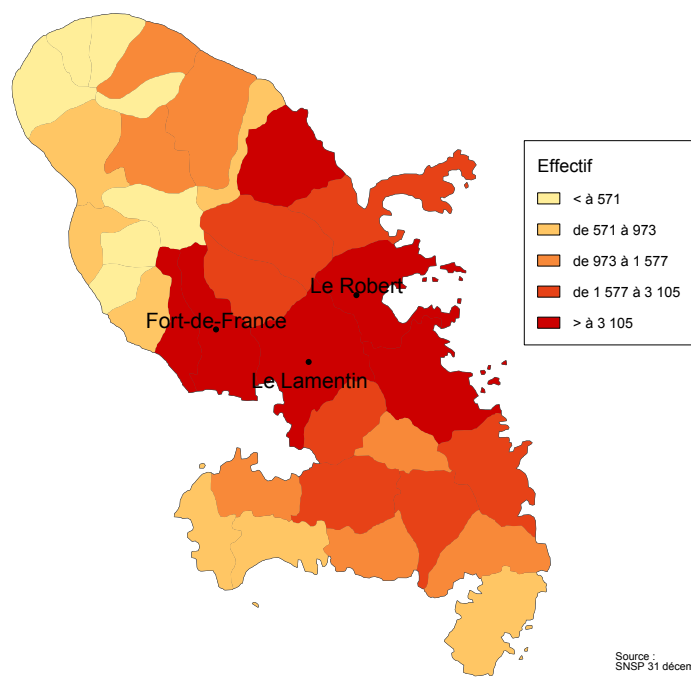 Effectif
< à 571
de 571 à 973
de 973 à 1 577
de 1 577 à 3 105
> à 3 105
Le Robert
Fort-de-France
Le Lamentin
Source :
SNSP 31 décem